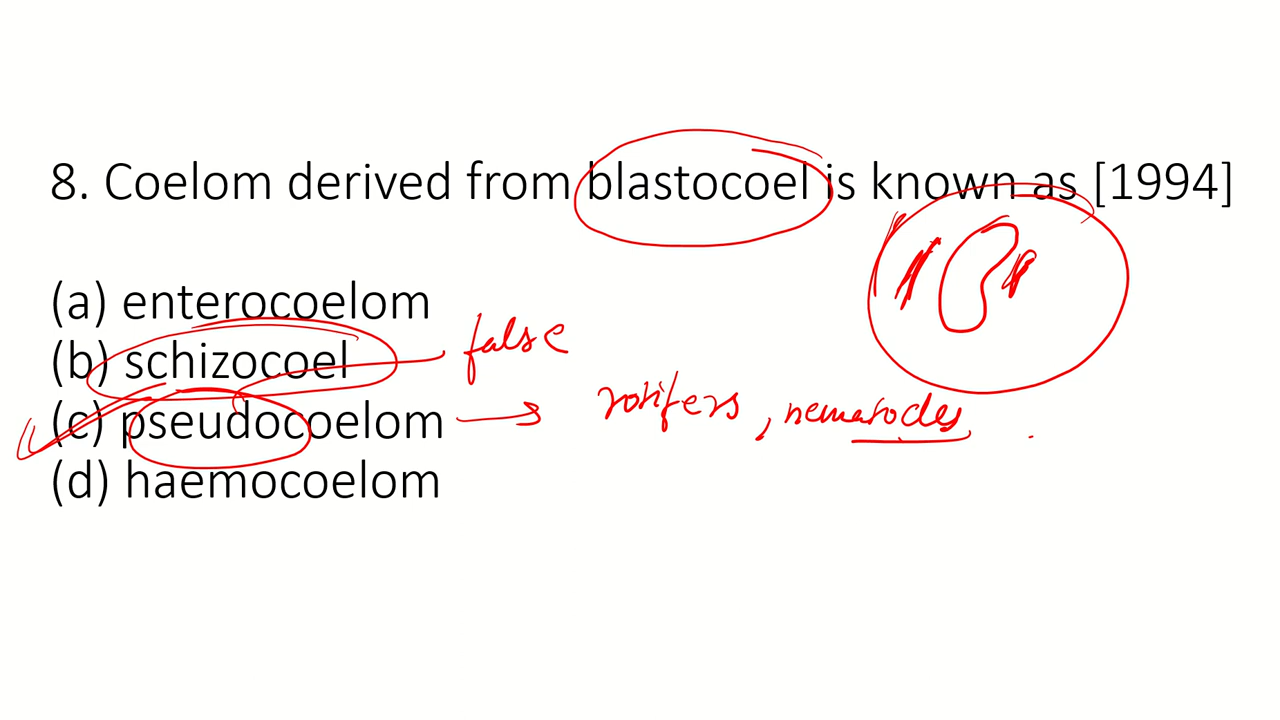 8. Coelom derived from blastocoel is known as [1994]
(a) enterocoelom
(b) schizocoel
false
(c) pseudocoelom
rotifers, nematodes
(d) haemocoelom